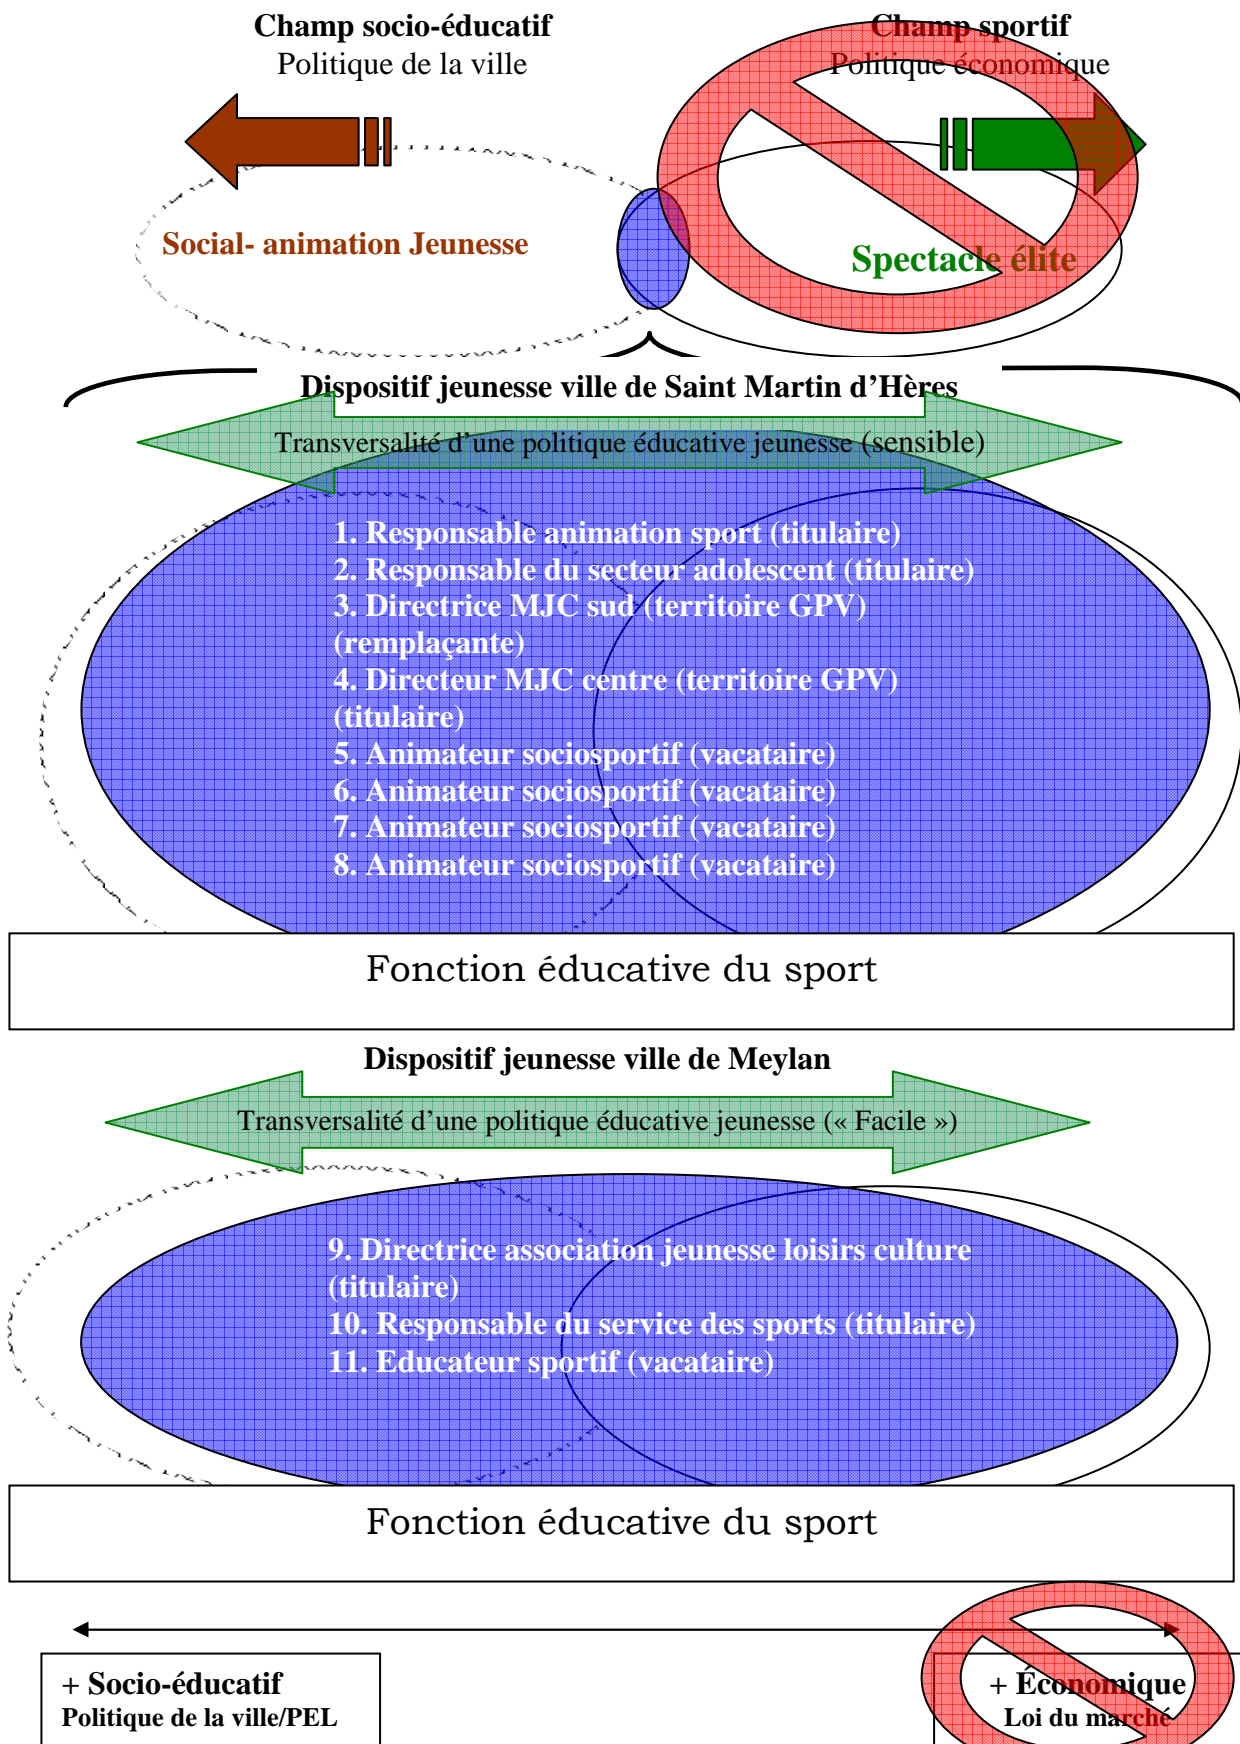 Champ socio-éducatif
Politique de la ville
Champ sportif
Politique économique
Social- animation Jeunesse
Spectacle élite
Dispositif jeunesse ville de Saint Martin d’Hères
Transversalité d’une politique éducative jeunesse (sensible)
1. Responsable animation sport (titulaire)
2. Responsable du secteur adolescent (titulaire)
3. Directrice MJC sud (territoire GPV)
(remplaçante)
4. Directeur MJC centre (territoire GPV)
(titulaire)
5. Animateur sociosportif (vacataire)
6. Animateur sociosportif (vacataire)
7. Animateur sociosportif (vacataire)
8. Animateur sociosportif (vacataire)
Fonction éducative du sport
Dispositif jeunesse ville de Meylan
Transversalité d’une politique éducative jeunesse (« Facile »)
9. Directrice association jeunesse loisirs culture
(titulaire)
10. Responsable du service des sports (titulaire)
11. Educateur sportif (vacataire)
Fonction éducative du sport
+ Socio-éducatif
Politique de la ville/PEL
+ Économique
Loi du marché